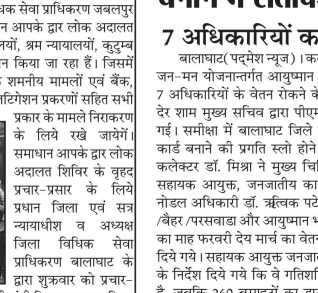 धिक सेवा प्राधिकरण जबलपुर
न आपके द्वार लोक अदालत
लयों, श्रम न्यायालयों, कुटुम्ब
न किया जा रहा हैं। जिसमें
शमनीय मामलों एवं बैंक,
टिगेशन प्रकरणों सहित सभी
प्रकार के मामले निराकरण
के लिये रखे जायेगें।
समाधान आपके द्वार लोक
अदालत शिविर के वृहद
प्रचार-प्रसार के लिये
प्रधान जिला एवं सत्र
न्यायाधीश व अध्यक्ष
जिला विधिक सेवा
प्राधिकरण बालाघाट के
द्वारा शुक्रवार को प्रचार-
7 अधिकारियों क
बालाघाट(पद्मेश न्यूज)।
जन-मन योजनान्तर्गत आयुष्मान
7 अधिकारियों के वेतन रोकने के
देर शाम मुख्य सचिव द्वारा पीएम
गई। समीक्षा में बालाघाट जिले
कार्ड बनाने की प्रगति स्लो होने
कलेक्टर डॉ. मिश्रा ने मुख्य चि
सहायक आयुक्त, जनजातीय का
नोडल अधिकारी डॉ. ऋत्विक पटे
/बैहर/परसवाडा और आयुष्मान भ
का माह फरवरी देय मार्च का वेतन
दिये गये। सहायक आयुक्त जनजा
के निर्देश दिये गये कि वे गतिशि